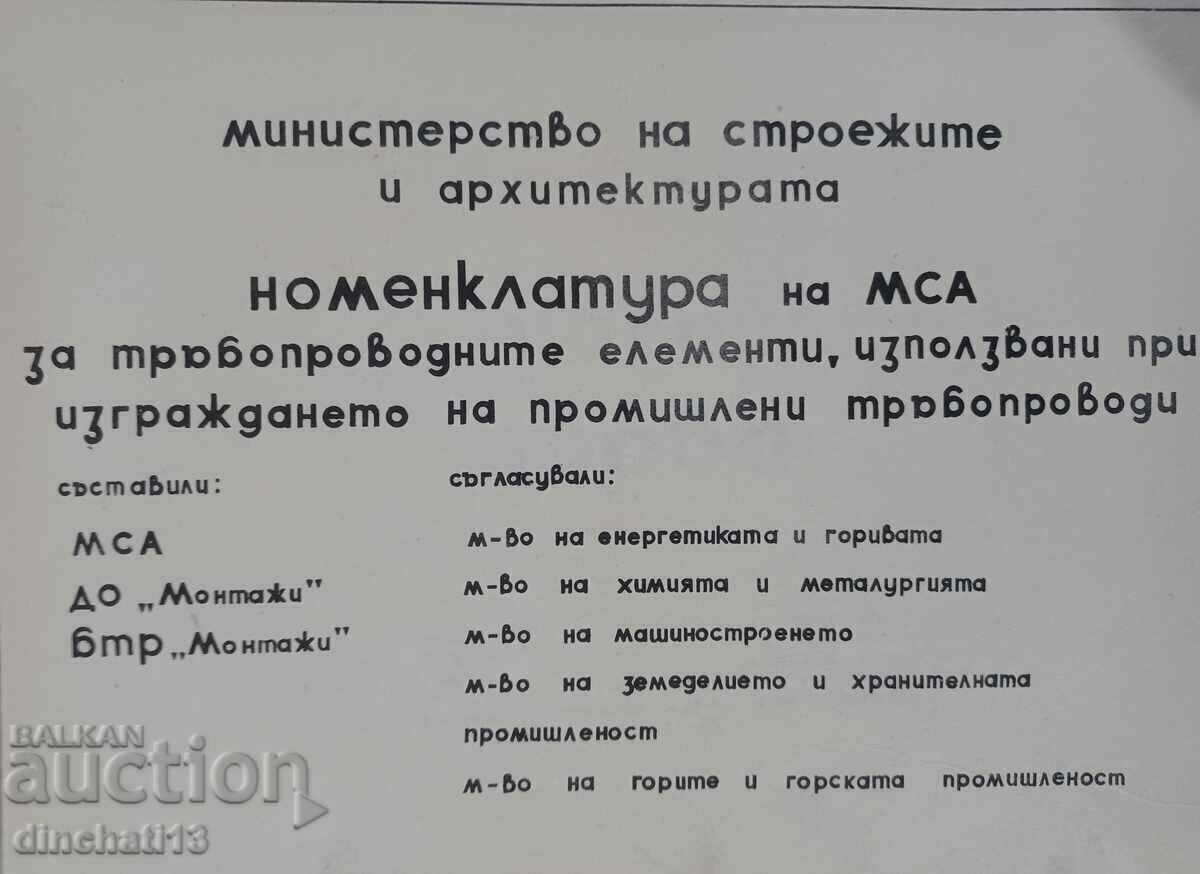 министерство на строежите
и архитектурата
номенклатура на МСА
за тръбопроводните елементи, използвани при
изграждането на промишлени тръбопроводи
съставили:
МСА
ДО „Монтажи"
бтр „Монтажи"
съгласували:
м-во на енергетиката и горивата
м-во на химията и металургията
м-во на машиностроенето
м-во на земеделието и хранителната
промишленост
м-во на горите и горската промишленост
BALKAN
auction
dinchati13